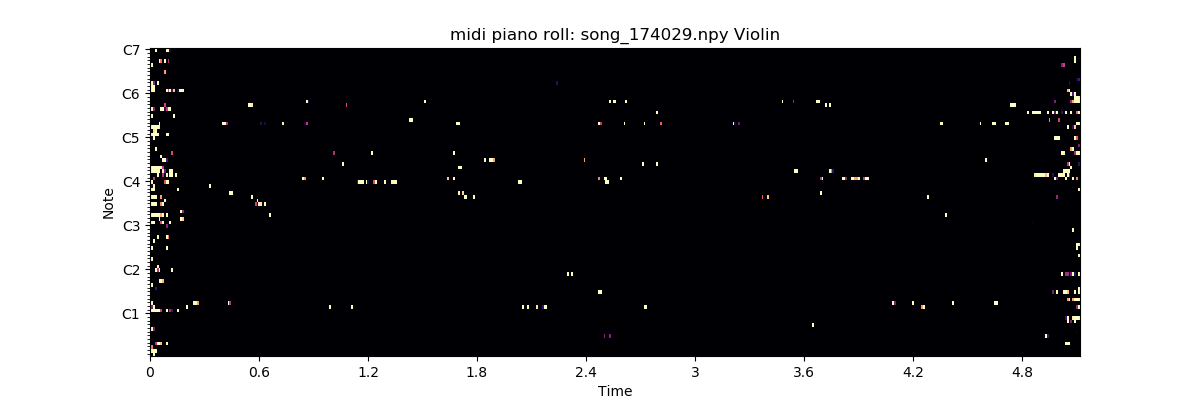 midi piano roll: song_174029.npy Violin
C7
C6
C5
C4
C3
C2
C1
Note
0 0.6 1.2 1.8 2.4 3 3.6 4.2 4.8
Time